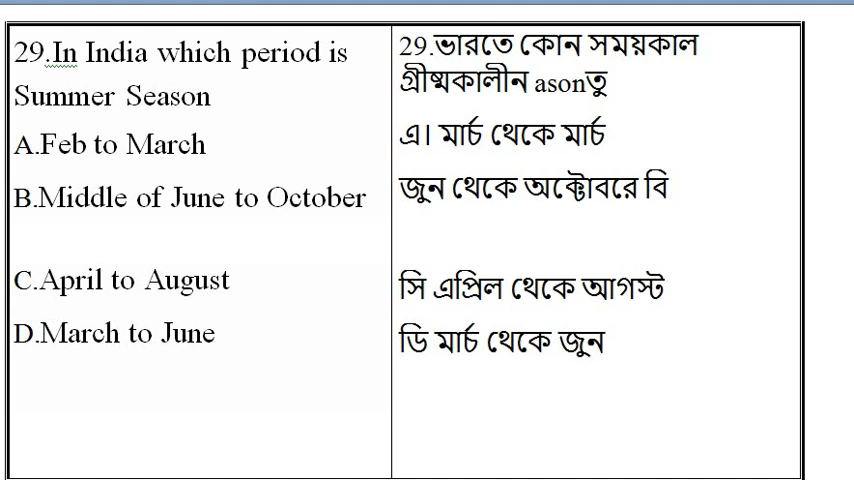 29.In India which period is
Summer Season
A.Feb to March
B.Middle of June to October
C.April to August
D.March to June
29.ভারতে কোন সময়কাল
গ্রীষ্মকালীন asonতু
এ। মার্চ থেকে মার্চ
জুন থেকে অক্টোবরে বি
সি এপ্রিল থেকে আগস্ট
ডি মার্চ থেকে জুন